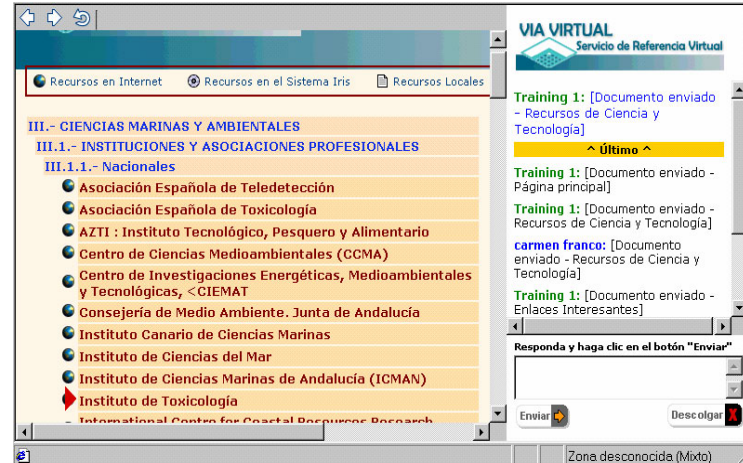 Recursos en Internet Recursos en el Sistema Iris Recursos Locales
III.- CIENCIAS MARINAS Y AMBIENTALES
III.1.- INSTITUCIONES Y ASOCIACIONES PROFESIONALES
III.1.1.- Nacionales
Asociación Española de Teledetección
Asociación Española de Toxicología
AZTI : Instituto Tecnológico, Pesquero y Alimentario
Centro de Ciencias Medioambientales (CCMA)
Centro de Investigaciones Energéticas, Medioambientales
y Tecnológicas, <CIEMAT
Consejería de Medio Ambiente. Junta de Andalucía
Instituto Canario de Ciencias Marinas
Instituto de Ciencias del Mar
Instituto de Ciencias Marinas de Andalucía (ICMAN)
Instituto de Toxicología
International Centre for Coastal Resources Research
VIA VIRTUAL
Servicio de Referencia Virtual
Training 1: [Documento enviado
- Recursos de Ciencia y
Tecnología]
^ Último ^
Training 1: [Documento enviado -
Página principal]
Training 1: [Documento enviado -
Recursos de Ciencia y Tecnología]
carmen franco: [Documento
enviado - Recursos de Ciencia y
Tecnología]
Training 1: [Documento enviado -
Enlaces Interesantes]
Responda y haga clic en el botón "Enviar"
Enviar Descolgar X
Zona desconocida (Mixto)